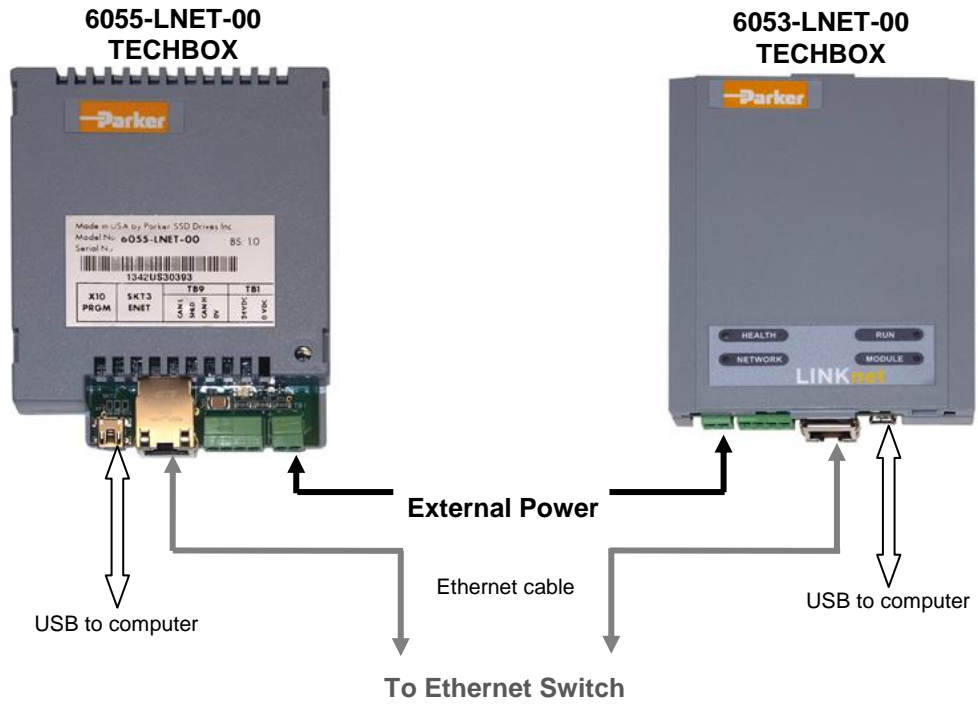 6055-LNET-00
TECHBOX
6053-LNET-00
TECHBOX
Parker
Parker
Made in USA by Parker SSD Drives Inc
Model No. 6055-LNET-00 BS 1.0
Serial No.
1342US30393
X10 PRGM
SKT3 ENET
TB9
CAN L
SHLD
CAN H
0V
TB1
24VDC
0 VDC
HEALTH
RUN
NETWORK
MODULE
LINKnet
TB1
External Power
Ethernet cable
USB to computer
USB to computer
To Ethernet Switch